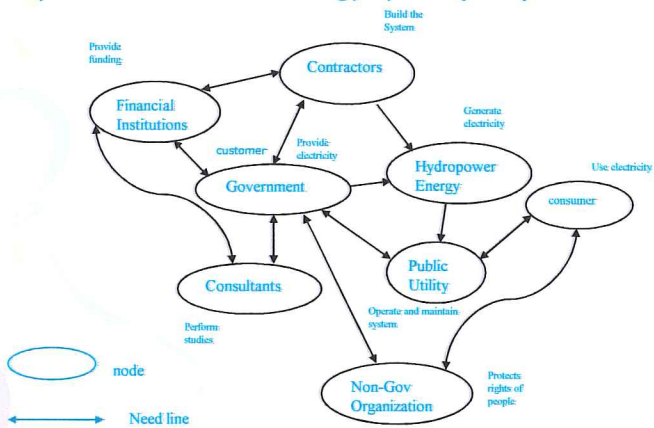 Build the
System
Provide
funding
Contractors
Financial
Institutions
Generate
electricity
customer
Provide
electricity
Hydropower
Energy
Use electricity
Government
consumer
Public
Utility
Consultants
Operate and maintain
system
Perform
studies
node
Non-Gov
Organization
Protects
rights of
people
Need line